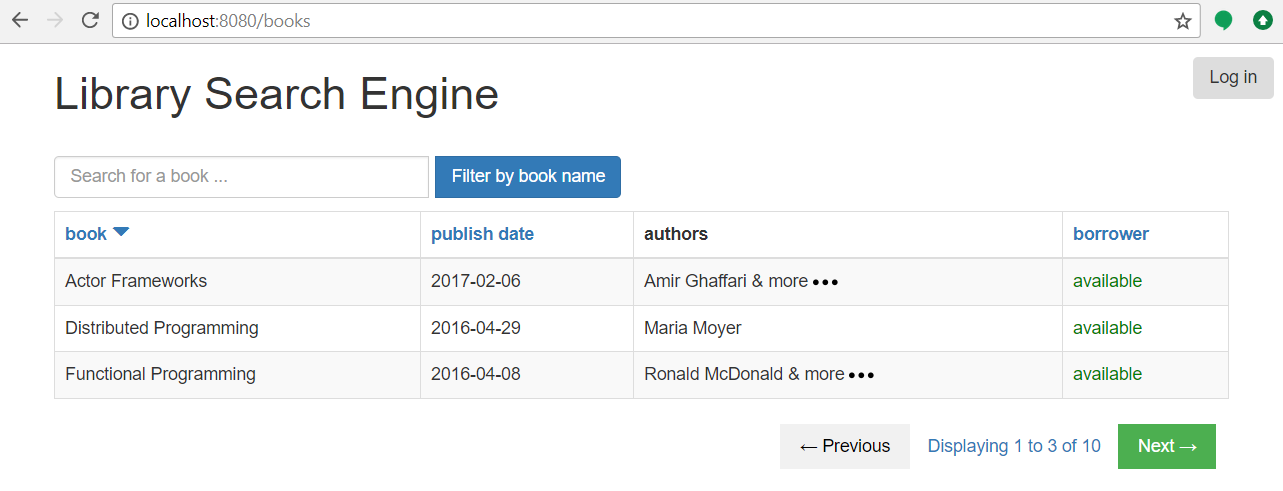 localhost:8080/books
Library Search Engine
Log in
Search for a book ...
Filter by book name
book publish date authors borrower
Actor Frameworks 2017-02-06 Amir Ghaffari & more ••• available
Distributed Programming 2016-04-29 Maria Moyer available
Functional Programming 2016-04-08 Ronald McDonald & more ••• available
← Previous Displaying 1 to 3 of 10 Next →